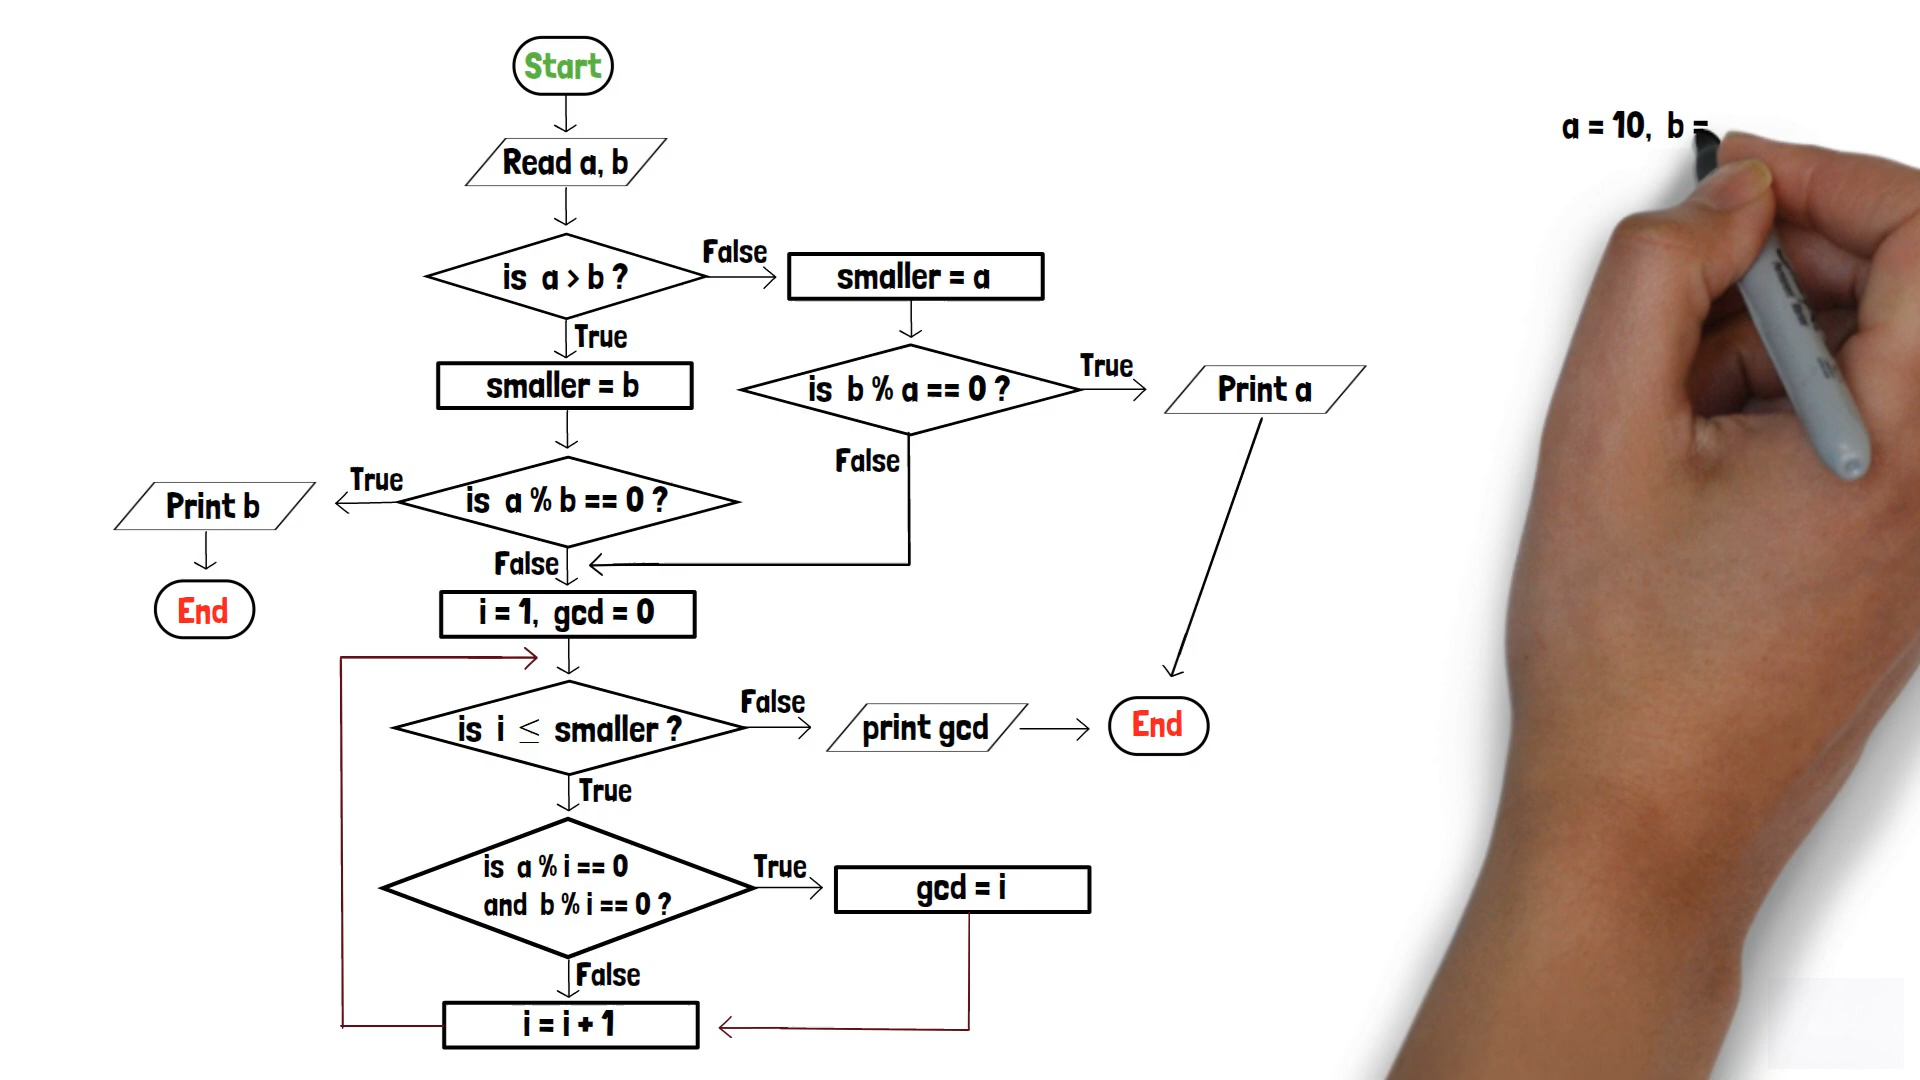 Start
a = 10, b =
Read a, b
is a > b ?
False
smaller = a
True
smaller = b
is b % a == 0 ?
True
Print a
False
is a % b == 0 ?
True
Print b
False
End
i = 1, gcd = 0
is i ≤ smaller ?
False
print gcd
End
True
is a % i == 0
and b % i == 0 ?
True
gcd = i
False
i = i + 1